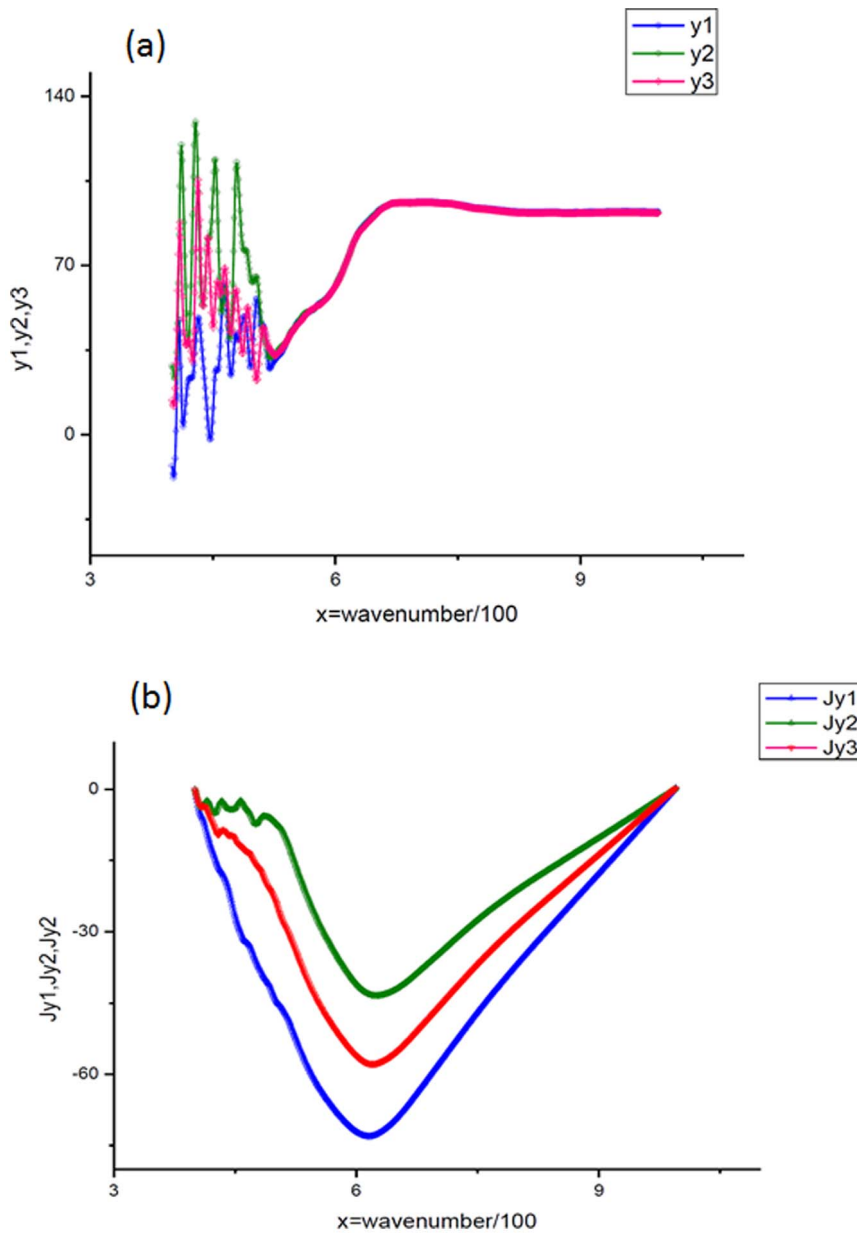 (a)
y1
y2
y3
140
70
0
y1,y2,y3
3
6
9
x=wavenumber/100
(b)
Jy1
Jy2
Jy3
0
-30
-60
Jy1,Jy2,Jy2
3
6
9
x=wavenumber/100